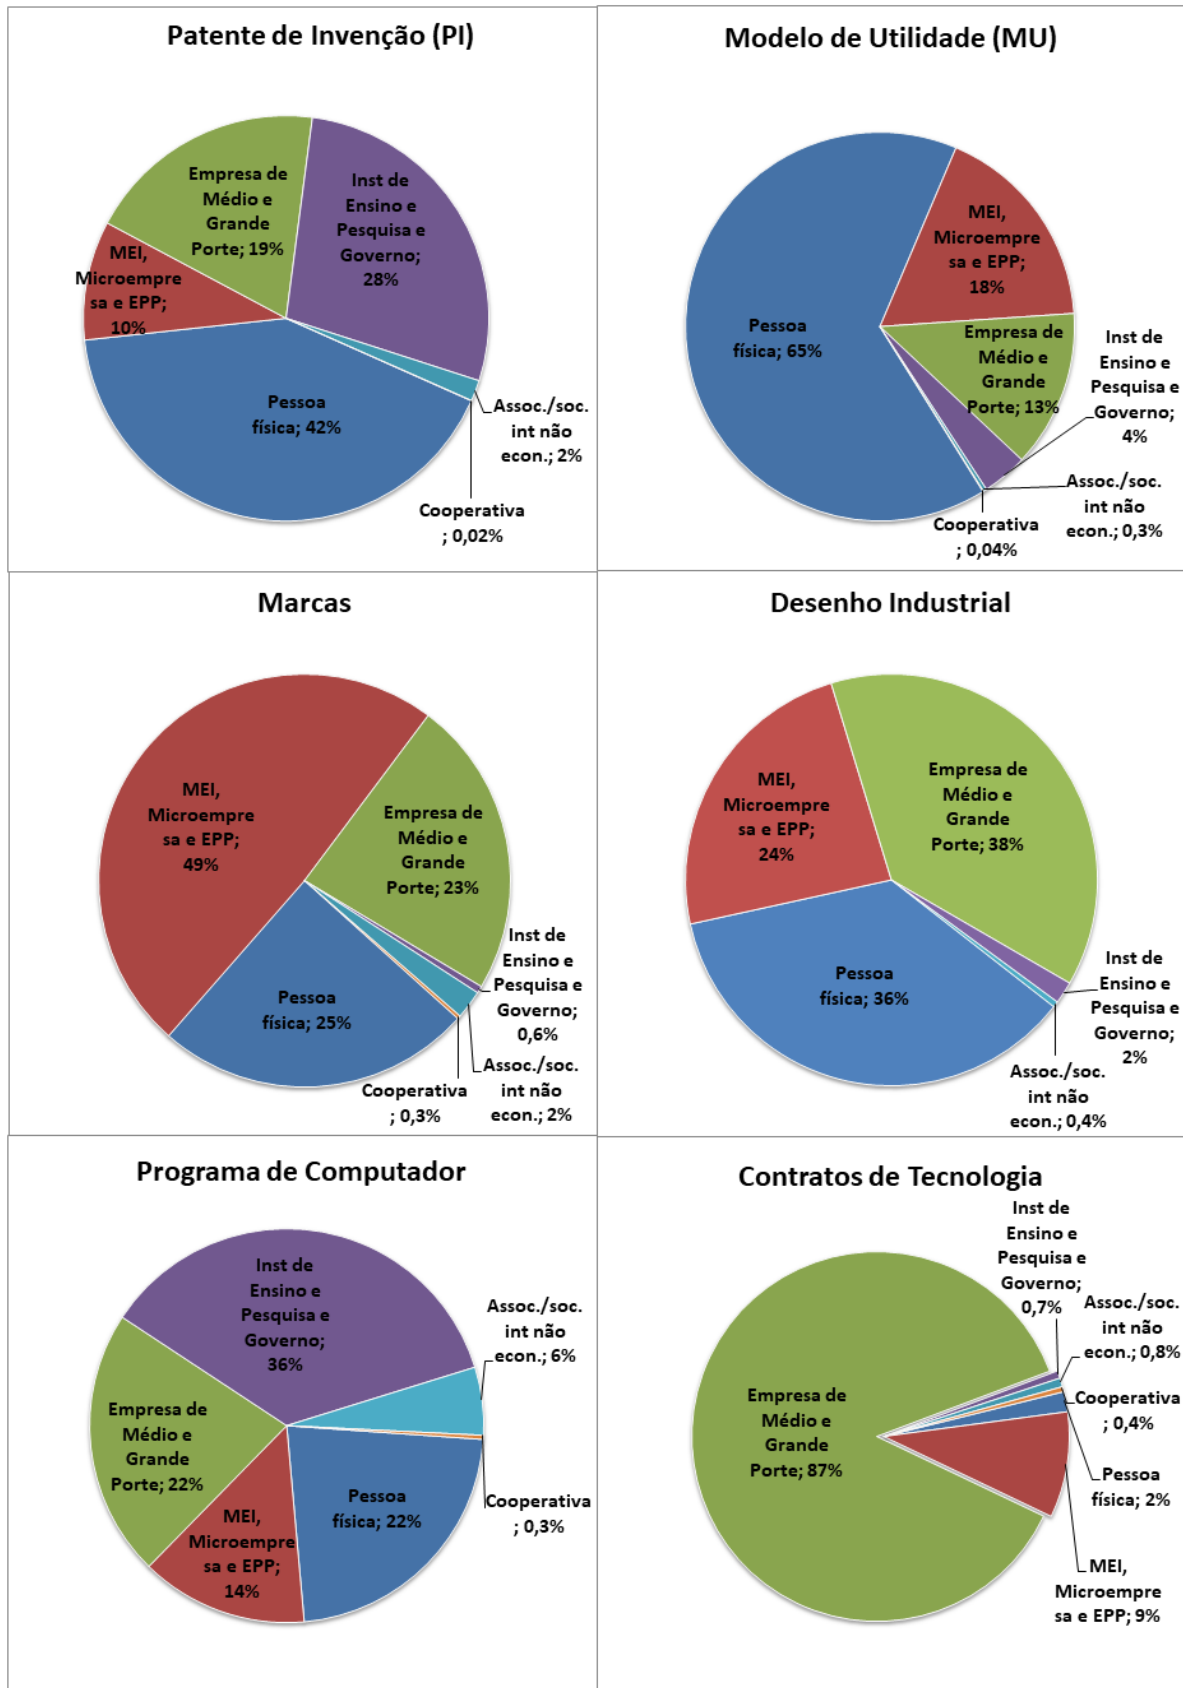 Patente de Invenção (PI)
Empresa de
Médio e
Grande
Porte; 19%
Inst de
Ensino e
Pesquisa e
Governo;
28%
MEI,
Microempre
sa e EPP;
10%
Pessoa
física; 42%
Assoc./soc.
int não
econ.; 2%
Cooperativa
; 0,02%
Modelo de Utilidade (MU)
MEI,
Microempre
sa e EPP;
18%
Pessoa
física; 65%
Empresa de
Médio e
Grande
Porte; 13%
Inst de
Ensino e
Pesquisa e
Governo;
4%
Assoc./soc.
int não
econ.; 0,3%
Cooperativa
; 0,04%
Marcas
MEI,
Microempre
sa e EPP;
49%
Empresa de
Médio e
Grande
Porte; 23%
Inst de
Ensino e
Pesquisa e
Governo;
0,6%
Pessoa
física; 25%
Assoc./soc.
int não
econ.; 2%
Cooperativa
; 0,3%
Desenho Industrial
MEI,
Microempre
sa e EPP;
24%
Empresa de
Médio e
Grande
Porte; 38%
Pessoa
física; 36%
Inst de
Ensino e
Pesquisa e
Governo;
2%
Assoc./soc.
int não
econ.; 0,4%
Programa de Computador
Inst de
Ensino e
Pesquisa e
Governo;
36%
Assoc./soc.
int não
econ.; 6%
Empresa de
Médio e
Grande
Porte; 22%
Pessoa
física; 22%
Cooperativa
; 0,3%
MEI,
Microempre
sa e EPP;
14%
Contratos de Tecnologia
Inst de
Ensino e
Pesquisa e
Governo;
0,7%
Assoc./soc.
int não
econ.; 0,8%
Empresa de
Médio e
Grande
Porte; 87%
Cooperativa
; 0,4%
Pessoa
física; 2%
MEI,
Microempre
sa e EPP; 9%